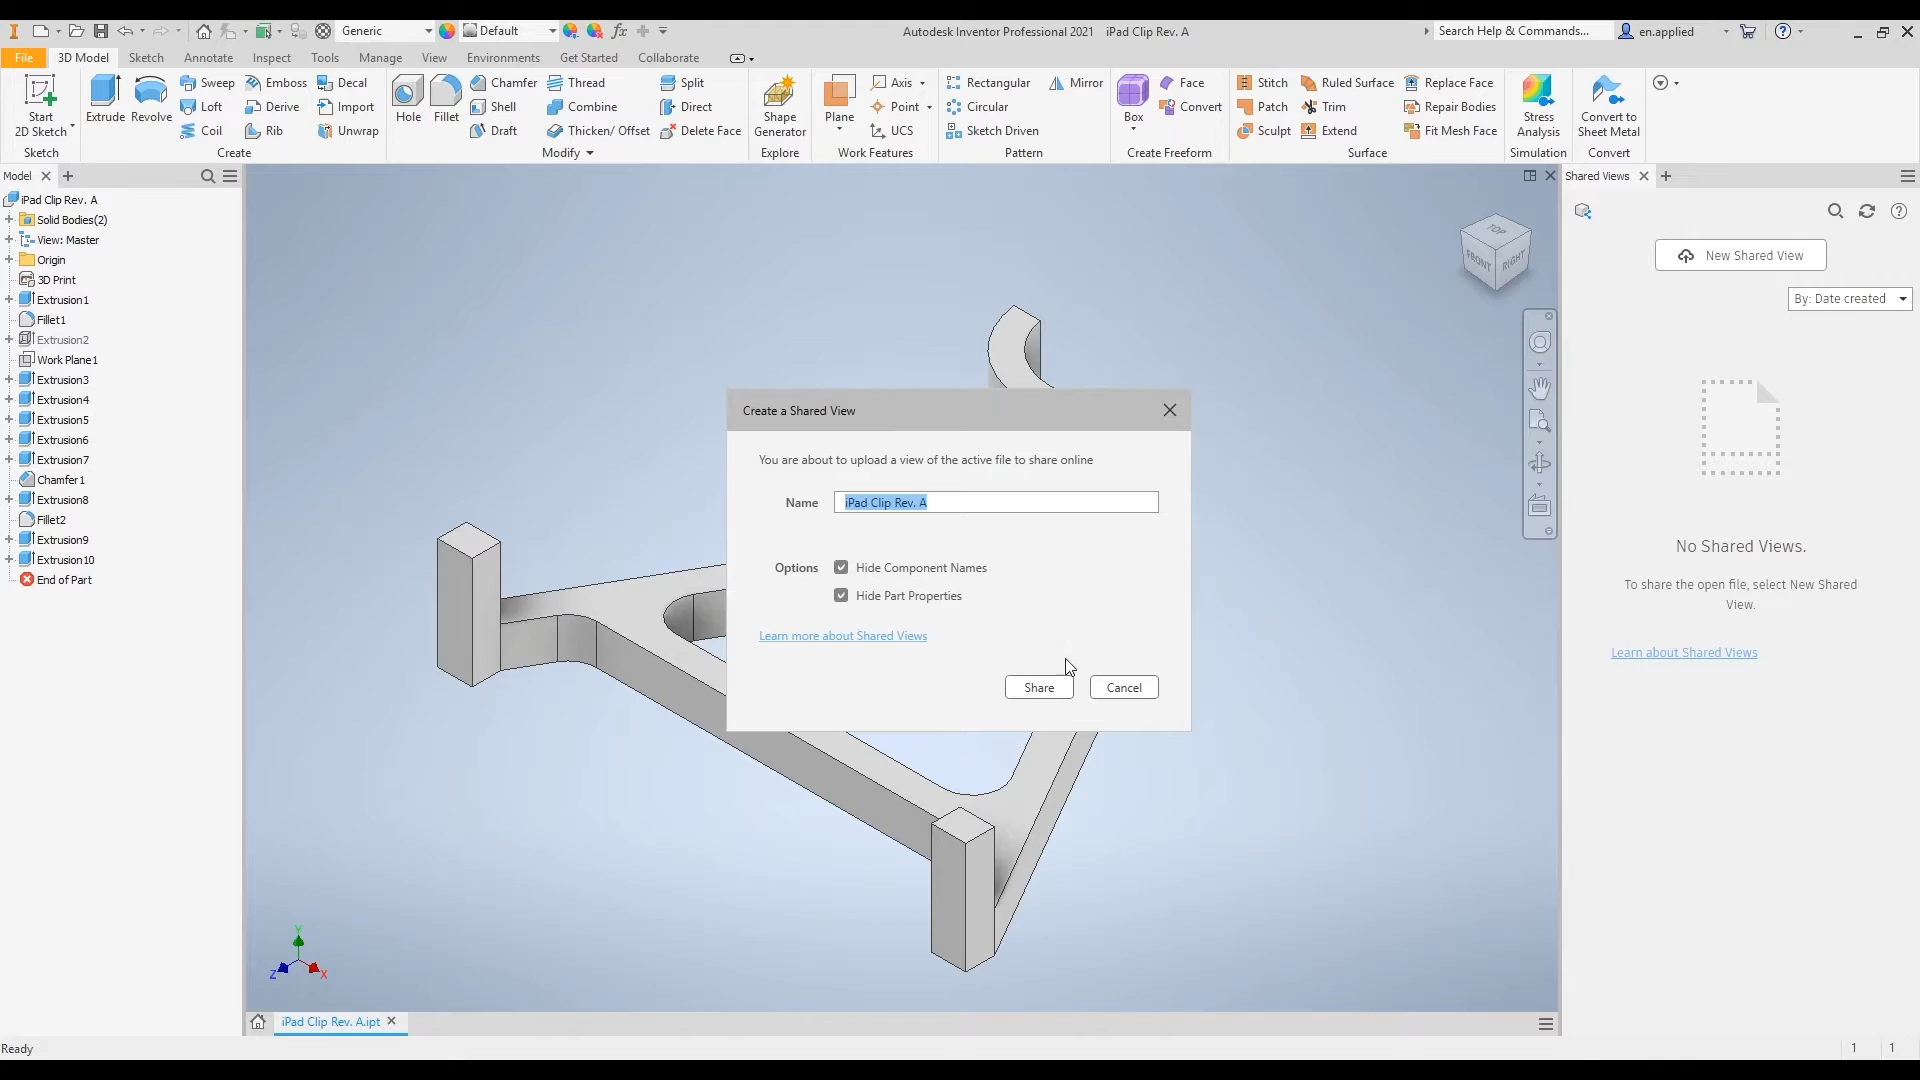 Generic
Default
Autodesk Inventor Professional 2021 iPad Clip Rev. A
Search Help & Commands...
en.applied
File 3D Model Sketch Annotate Inspect Tools Manage View Environments Get Started Collaborate
Start
2D Sketch
Sketch
Extrude
Revolve
Sweep
Loft
Coil
Emboss
Derive
Rib
Decal
Import
Unwrap
Create
Hole
Fillet
Chamfer
Shell
Draft
Thread
Combine
Thicken/ Offset
Split
Direct
Delete Face
Modify
Shape
Generator
Explore
Plane
Axis
Point
UCS
Work Features
Rectangular
Circular
Sketch Driven
Mirror
Pattern
Box
Face
Convert
Create Freeform
Stitch
Patch
Sculpt
Ruled Surface
Trim
Extend
Replace Face
Repair Bodies
Fit Mesh Face
Surface
Stress
Analysis
Simulation
Convert to
Sheet Metal
Convert
Model
iPad Clip Rev. A
Solid Bodies(2)
View: Master
Origin
3D Print
Extrusion1
Fillet1
Extrusion2
Work Plane1
Extrusion3
Extrusion4
Extrusion5
Extrusion6
Extrusion7
Chamfer1
Extrusion8
Fillet2
Extrusion9
Extrusion10
End of Part
TOP
FRONT
RIGHT
Create a Shared View
You are about to upload a view of the active file to share online
Name iPad Clip Rev. A
Options Hide Component Names
Hide Part Properties
Learn more about Shared Views
Share Cancel
Shared Views
New Shared View
By: Date created
No Shared Views.
To share the open file, select New Shared
View.
Learn about Shared Views
Y
Z
X
iPad Clip Rev. A.ipt
Ready
1 1